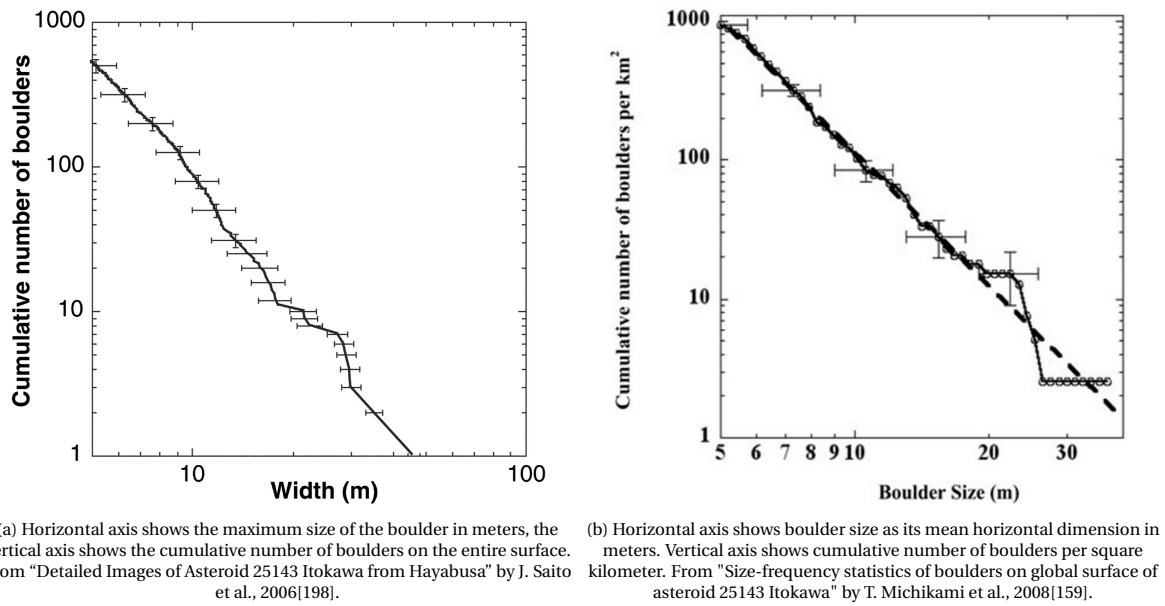 1000
100
10
1
10
100
Cumulative number of boulders
Width (m)
1000
100
10
1
5
6
7
8
9
10
20
30
Cumulative number of boulders per km²
Boulder Size (m)
a) Horizontal axis shows the maximum size of the boulder in meters, the
ertical axis shows the cumulative number of boulders on the entire surface.
om “Detailed Images of Asteroid 25143 Itokawa from Hayabusa” by J. Saito
et al., 2006[198].
(b) Horizontal axis shows boulder size as its mean horizontal dimension in
meters. Vertical axis shows cumulative number of boulders per square
kilometer. From "Size-frequency statistics of boulders on global surface of
asteroid 25143 Itokawa" by T. Michikami et al., 2008[159].